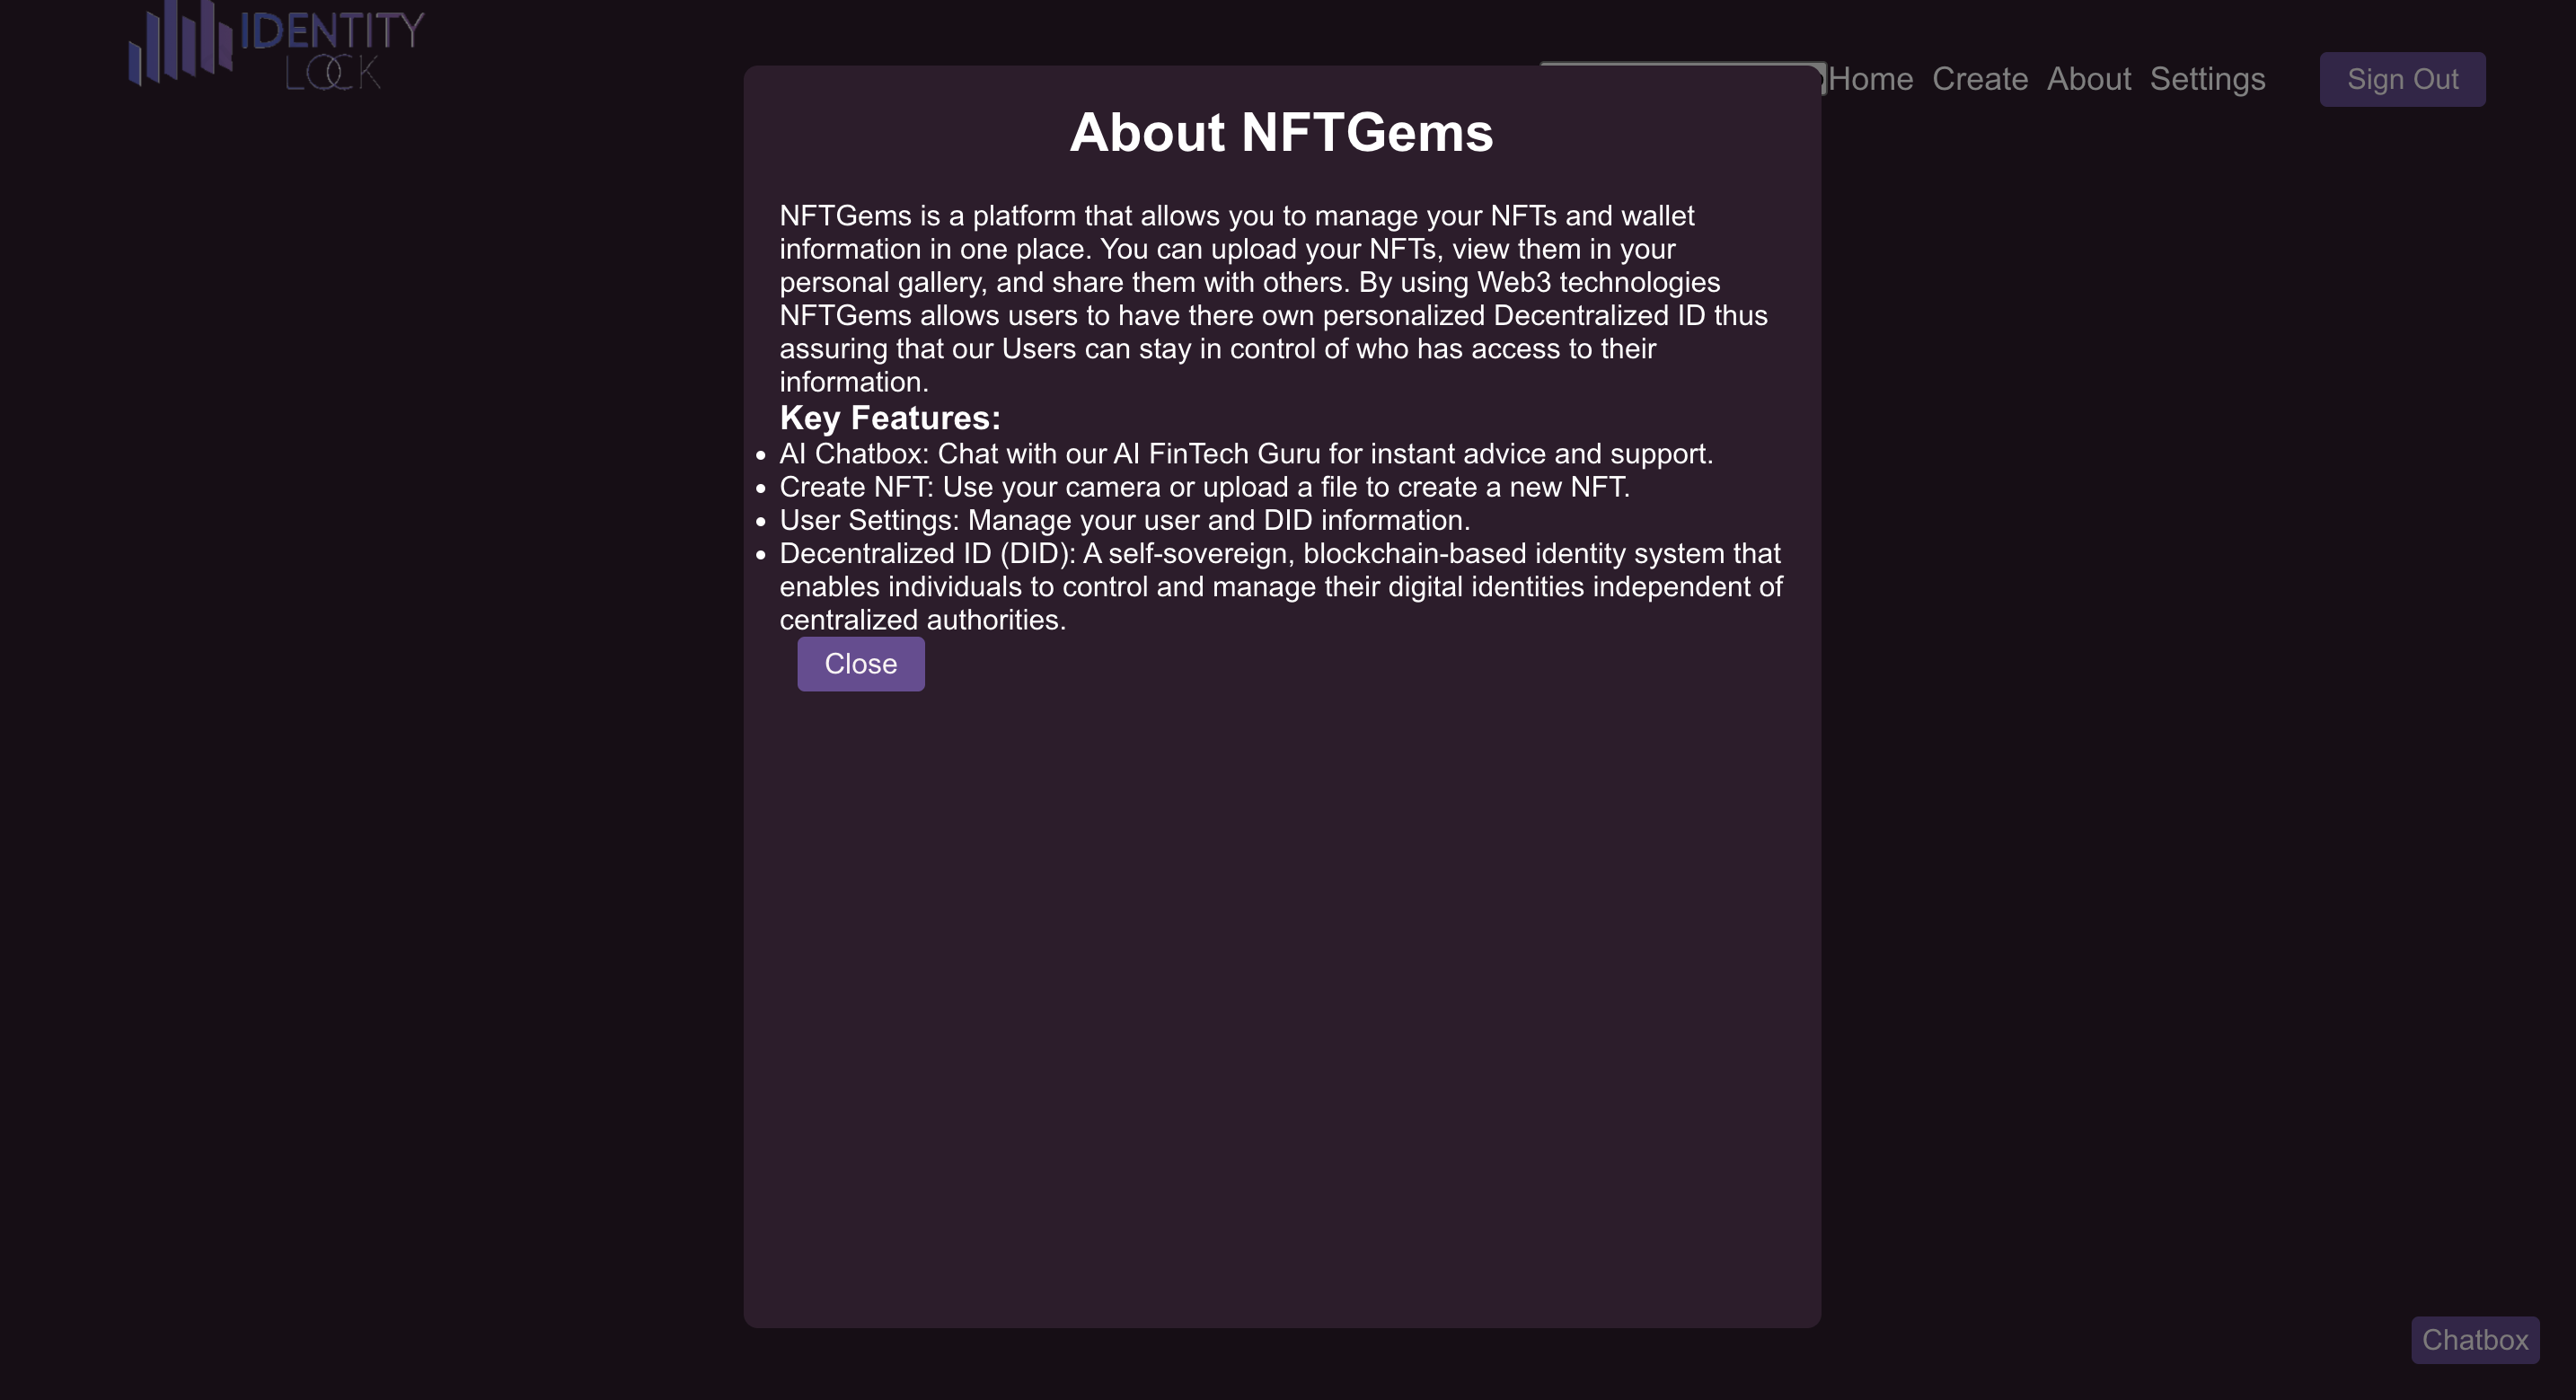 IDENTITY
LOCK
Home Create About Settings Sign Out
About NFTGems
NFTGems is a platform that allows you to manage your NFTs and wallet
information in one place. You can upload your NFTs, view them in your
personal gallery, and share them with others. By using Web3 technologies
NFTGems allows users to have there own personalized Decentralized ID thus
assuring that our Users can stay in control of who has access to their
information.
Key Features:
• AI Chatbox: Chat with our AI FinTech Guru for instant advice and support.
• Create NFT: Use your camera or upload a file to create a new NFT.
• User Settings: Manage your user and DID information.
• Decentralized ID (DID): A self-sovereign, blockchain-based identity system that
enables individuals to control and manage their digital identities independent of
centralized authorities.
Close
Chatbox